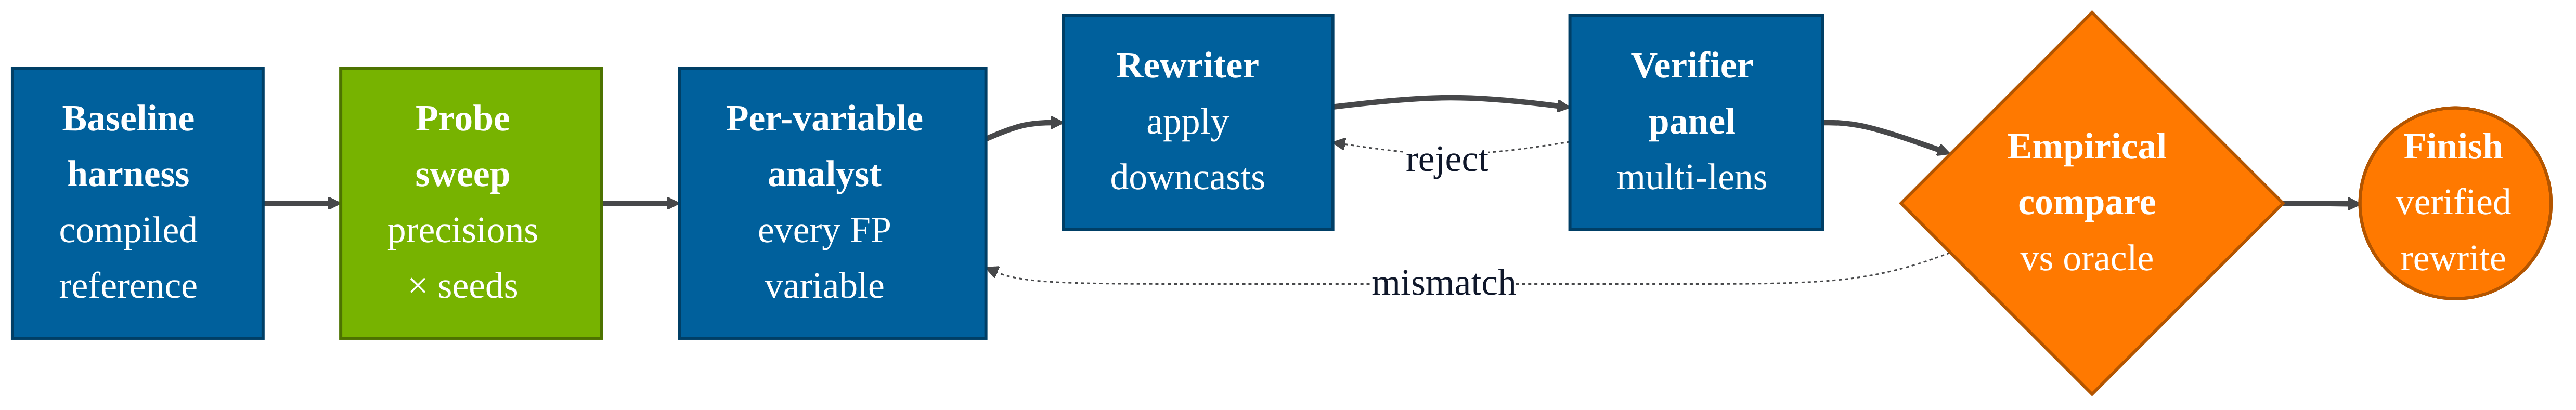 Baseline
harness
compiled
reference
Probe
sweep
precisions
× seeds
Per-variable
analyst
every FP
variable
Rewriter
apply
downcasts
reject
Verifier
panel
multi-lens
mismatch
Empirical
compare
vs oracle
Finish
verified
rewrite